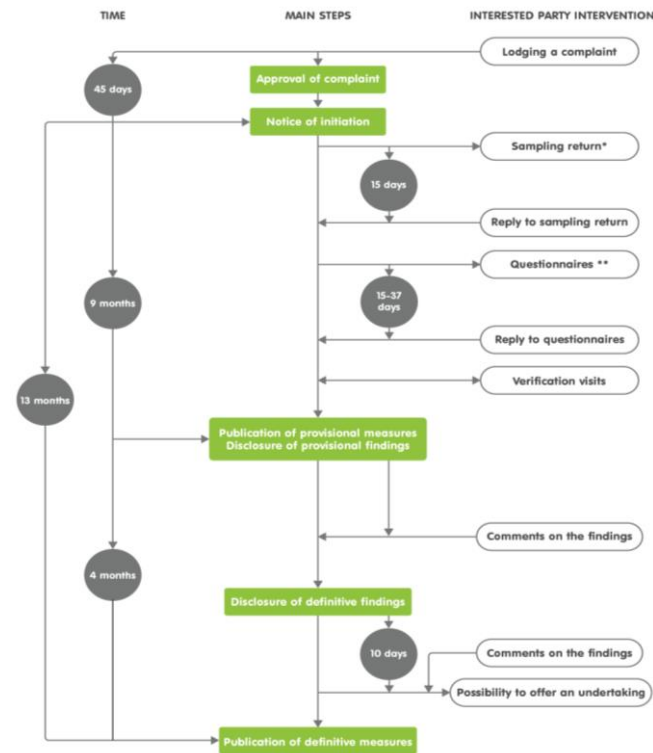 TIME MAIN STEPS INTERESTED PARTY INTERVENTION
Lodging a complaint
45 days
Approval of complaint
Notice of initiation
Sampling return*
15 days
Reply to sampling return
Questionnaires **
9 months
15-37
days
Reply to questionnaires
Verification visits
13 months
Publication of provisional measures
Disclosure of provisional findings
Comments on the findings
4 months
Disclosure of definitive findings
10 days
Comments on the findings
Possibility to offer an undertaking
Publication of definitive measures